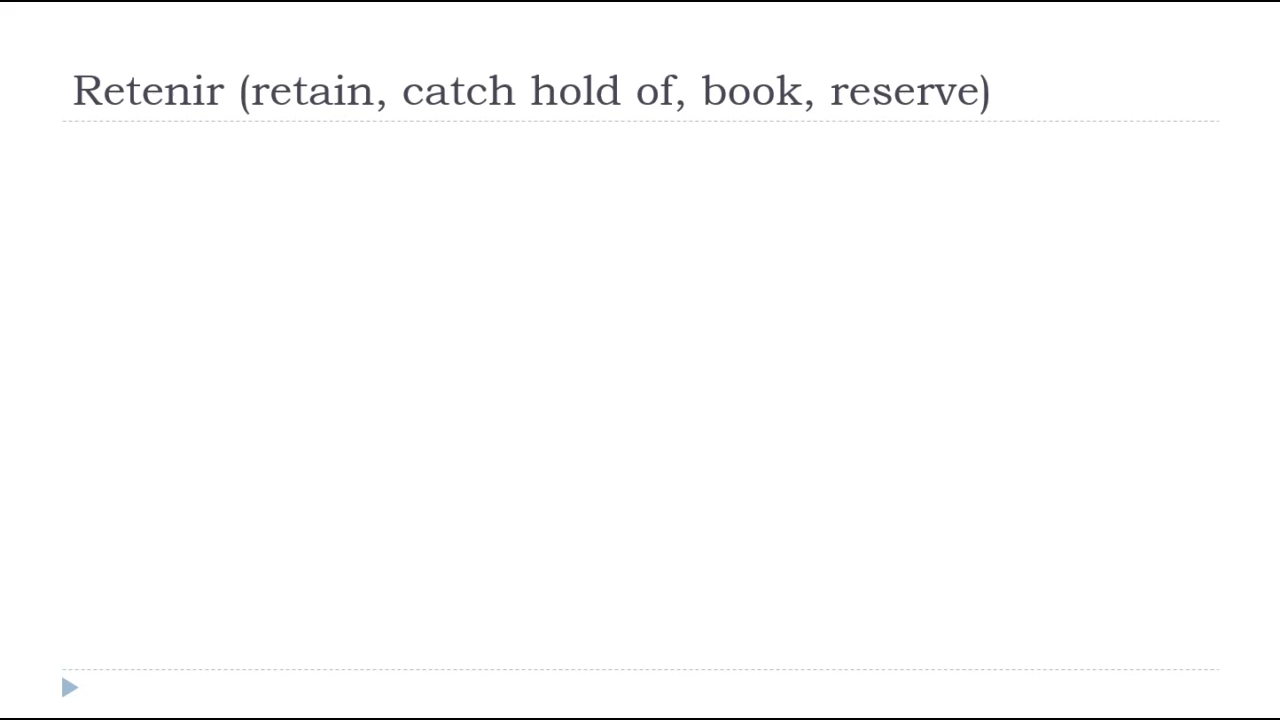 Retenir (retain, catch hold of, book, reserve)